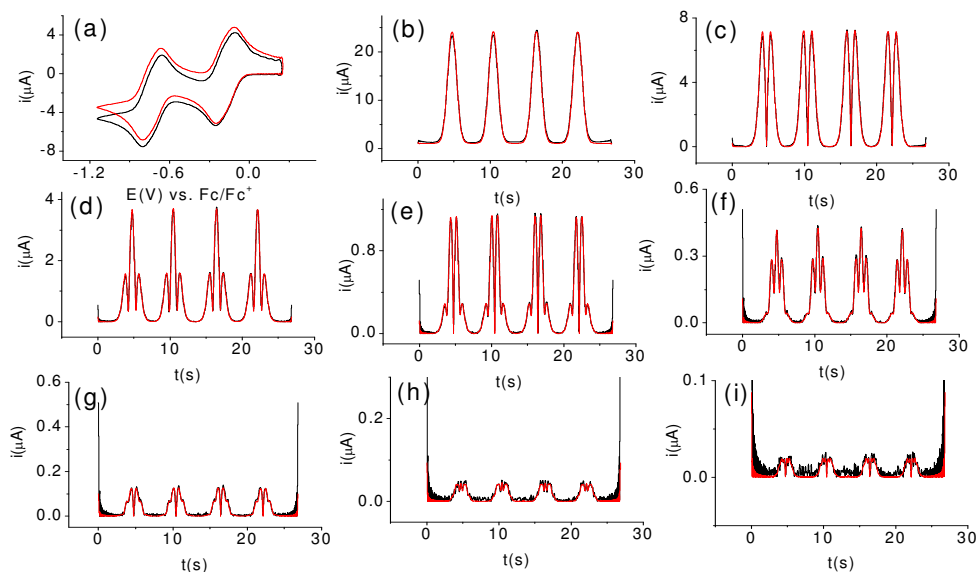 (a)
i(µA)
4
0
-4
-8
-1.2
-0.6
0.0
E(V) vs. Fc/Fc⁺
(b)
i(µA)
20
10
0
0
10
20
30
t(s)
(c)
i(µA)
8
4
0
0
10
20
30
t(s)
(d)
i(µA)
4
2
0
0
10
20
30
t(s)
(e)
i(µA)
0.8
0.0
0
10
20
30
t(s)
(f)
i(µA)
0.6
0.3
0.0
0
10
20
30
t(s)
(g)
i(µA)
0.6
0.4
0.2
0.0
0
10
20
30
t(s)
(h)
i(µA)
0.2
0.0
0
10
20
30
t(s)
(i)
i(µA)
0.1
0.0
0
10
20
30
t(s)